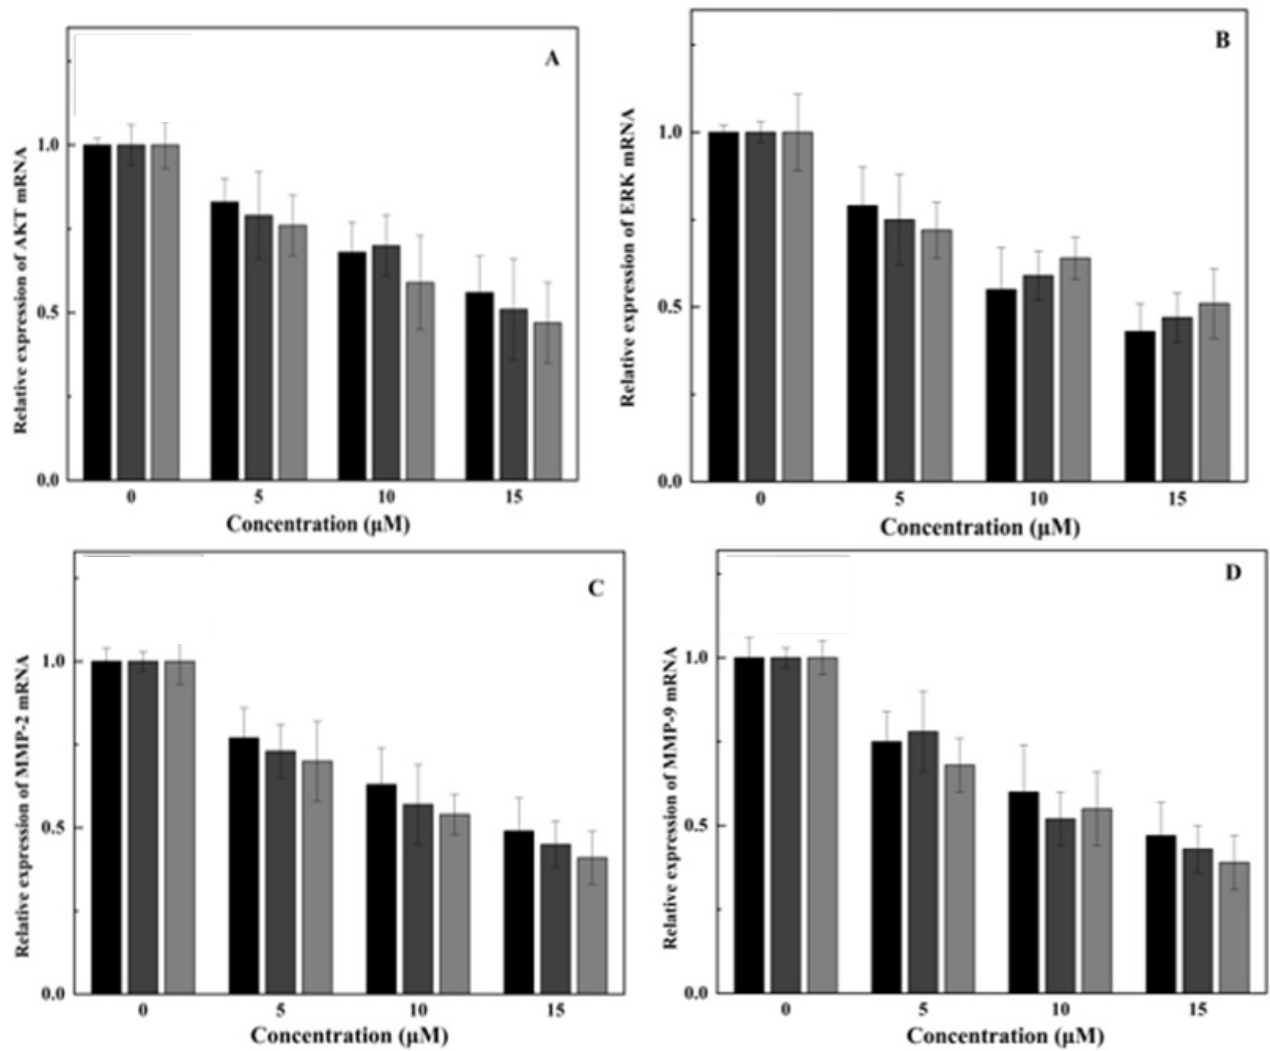 A
Relative expression of AKT mRNA
1.0
0.5
0.0
0 5 10 15
Concentration (μM)
B
Relative expression of ERK mRNA
1.0
0.5
0.0
0 5 10 15
Concentration (μM)
C
Relative expression of MMP-2 mRNA
1.0
0.5
0.0
0 5 10 15
Concentration (μM)
D
Relative expression of MMP-9 mRNA
1.0
0.5
0.0
0 5 10 15
Concentration (μM)